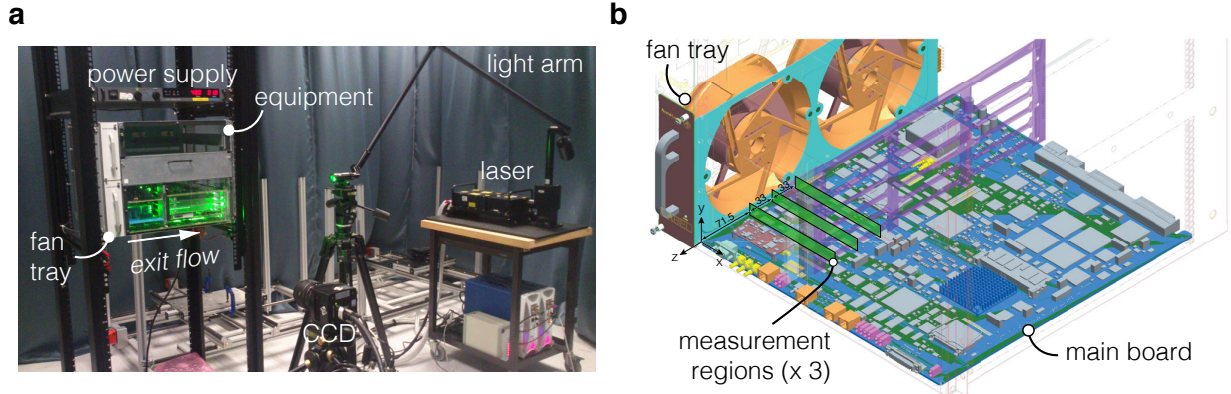 a
power supply
light arm
equipment
laser
fan
tray
exit flow
CCD
b
fan tray
71.5
33
33
y
z
x
measurement
regions (x 3)
main board